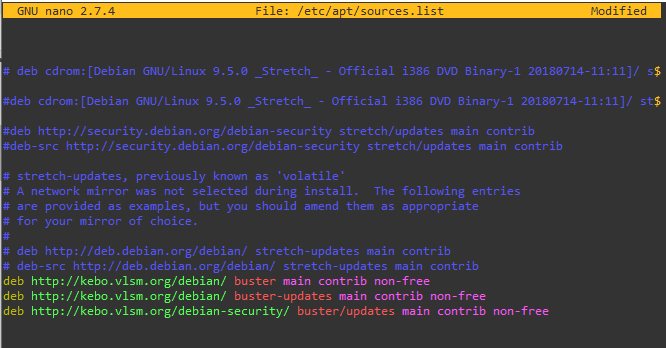 GNU nano 2.7.4 File: /etc/apt/sources.list Modified
# deb cdrom:[Debian GNU/Linux 9.5.0 _Stretch_ - Official i386 DVD Binary-1 20180714-11:11]/ s$
#deb cdrom:[Debian GNU/Linux 9.5.0 _Stretch_ - Official i386 DVD Binary-1 20180714-11:11]/ st$
#deb http://security.debian.org/debian-security stretch/updates main contrib
#deb-src http://security.debian.org/debian-security stretch/updates main contrib
# stretch-updates, previously known as 'volatile'
# A network mirror was not selected during install.  The following entries
# are provided as examples, but you should amend them as appropriate
# for your mirror of choice.
#
# deb http://deb.debian.org/debian/ stretch-updates main contrib
# deb-src http://deb.debian.org/debian/ stretch-updates main contrib
deb http://kebo.vlsm.org/debian/ buster main contrib non-free
deb http://kebo.vlsm.org/debian/ buster-updates main contrib non-free
deb http://kebo.vlsm.org/debian-security/ buster/updates main contrib non-free